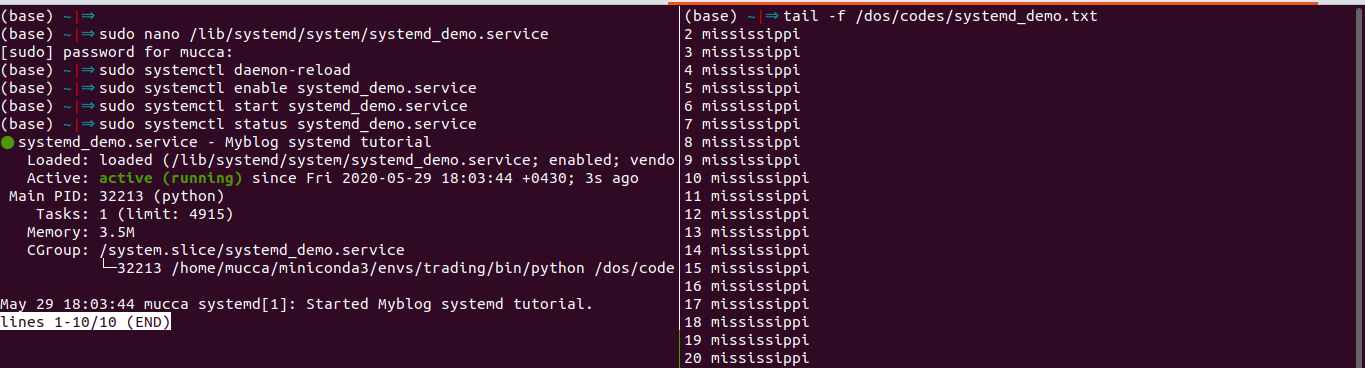 (base) ~|⇒
(base) ~|⇒ sudo nano /lib/systemd/system/systemd_demo.service
[sudo] password for mucca:
(base) ~|⇒ sudo systemctl daemon-reload
(base) ~|⇒ sudo systemctl enable systemd_demo.service
(base) ~|⇒ sudo systemctl start systemd_demo.service
(base) ~|⇒ sudo systemctl status systemd_demo.service
● systemd_demo.service - Myblog systemd tutorial
Loaded: loaded (/lib/systemd/system/systemd_demo.service; enabled; vendo
Active: active (running) since Fri 2020-05-29 18:03:44 +0430; 3s ago
Main PID: 32213 (python)
Tasks: 1 (limit: 4915)
Memory: 3.5M
CGroup: /system.slice/systemd_demo.service
└─32213 /home/mucca/miniconda3/envs/trading/bin/python /dos/code
May 29 18:03:44 mucca systemd[1]: Started Myblog systemd tutorial.
lines 1-10/10 (END)
(base) ~|⇒ tail -f /dos/codes/systemd_demo.txt
2 mississippi
3 mississippi
4 mississippi
5 mississippi
6 mississippi
7 mississippi
8 mississippi
9 mississippi
10 mississippi
11 mississippi
12 mississippi
13 mississippi
14 mississippi
15 mississippi
16 mississippi
17 mississippi
18 mississippi
19 mississippi
20 mississippi